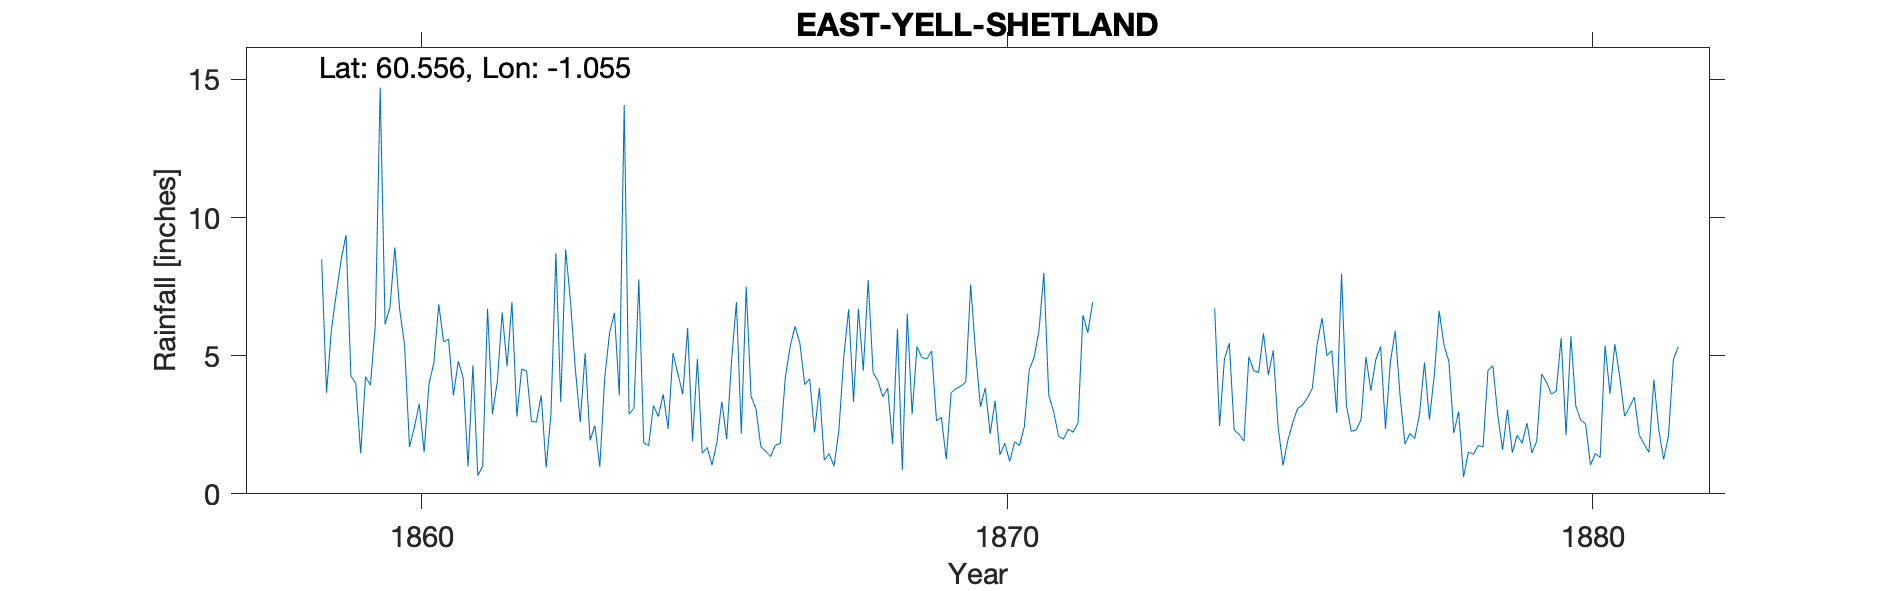 EAST-YELL-SHETLAND
Lat: 60.556, Lon: -1.055
15
10
5
0
Rainfall [inches]
1860
1870
1880
Year